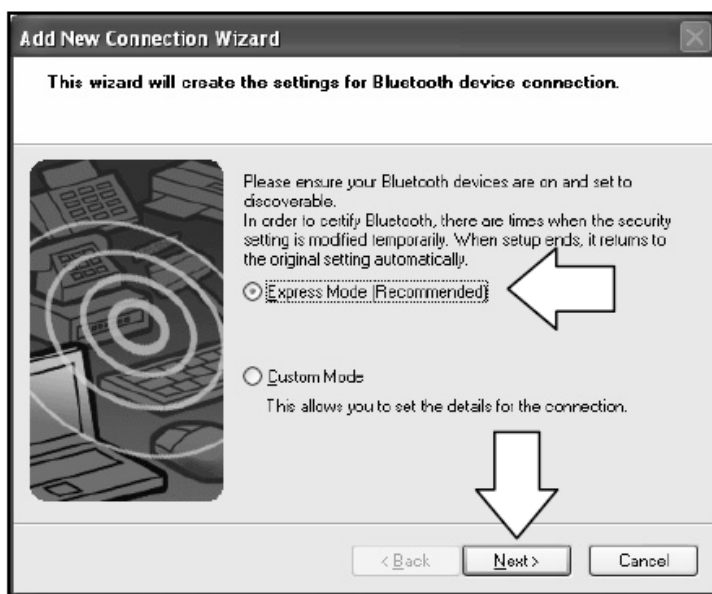 Add New Connection Wizard
This wizard will create the settings for Bluetooth device connection.
Please ensure your Bluetooth devices are on and set to
discoverable.
In order to certify Bluetooth, there are times when the security
setting is modified temporarily. When setup ends, it returns to
the original setting automatically.
Express Mode (Recommended)
Custom Mode
This allows you to set the details for the connection.
< Back
Next >
Cancel